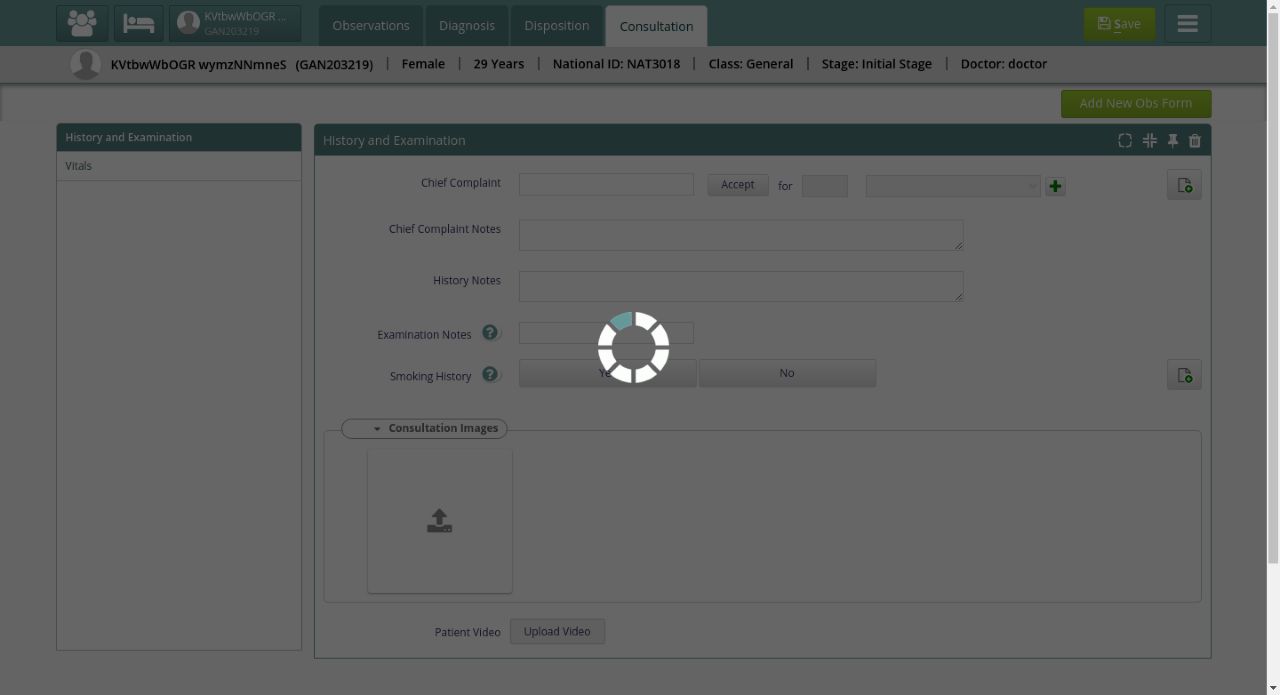 KVtbwWbOGR ...
GAN203219
Observations
Diagnosis
Disposition
Consultation
Save
KVtbwWbOGR wymzNNmneS (GAN203219) | Female | 29 Years | National ID: NAT3018 | Class: General | Stage: Initial Stage | Doctor: doctor
Add New Obs Form
History and Examination
Vitals
History and Examination
Chief Complaint
Accept for
Chief Complaint Notes
History Notes
Examination Notes ?
Smoking History ?
No
Consultation Images
Patient Video
Upload Video